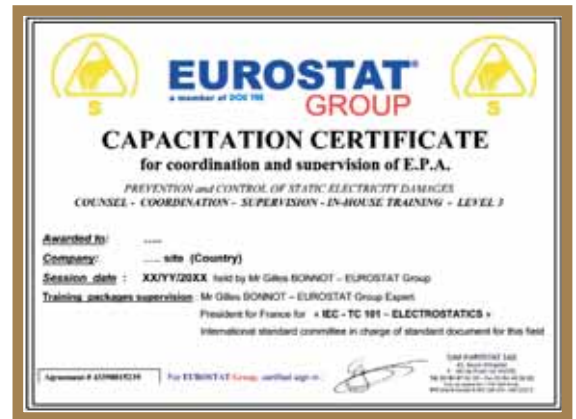 EUROSTAT
a member of
GROUP
S
S
CAPACITATION CERTIFICATE
for coordination and supervision of E.P.A.
PREVENTION and CONTROL OF STATIC ELECTRICITY DAMAGES
COUNSEL - COORDINATION - SUPERVISION - IN-HOUSE TRAINING - LEVEL 3
Awarded to: .....
Company: ..... site (Country)
Session date : XX/YY/20XX held by Mr Gilles BONNOT – EUROSTAT Group
Training packages supervision : Mr Gilles BONNOT – EUROSTAT Group Expert
President for France for « IEC - TC 101 – ELECTROSTATICS »
International standard committee in charge of standard document for this field
For EUROSTAT Group, certified sign in :